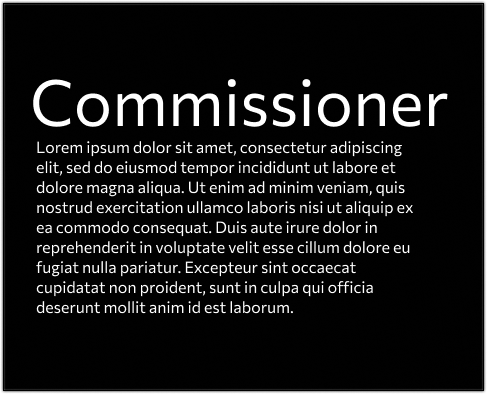 Commissioner
Lorem ipsum dolor sit amet, consectetur adipiscing
elit, sed do eiusmod tempor incididunt ut labore et
dolore magna aliqua. Ut enim ad minim veniam, quis
nostrud exercitation ullamco laboris nisi ut aliquip ex
ea commodo consequat. Duis aute irure dolor in
reprehenderit in voluptate velit esse cillum dolore eu
fugiat nulla pariatur. Excepteur sint occaecat
cupidatat non proident, sunt in culpa qui officia
deserunt mollit anim id est laborum.